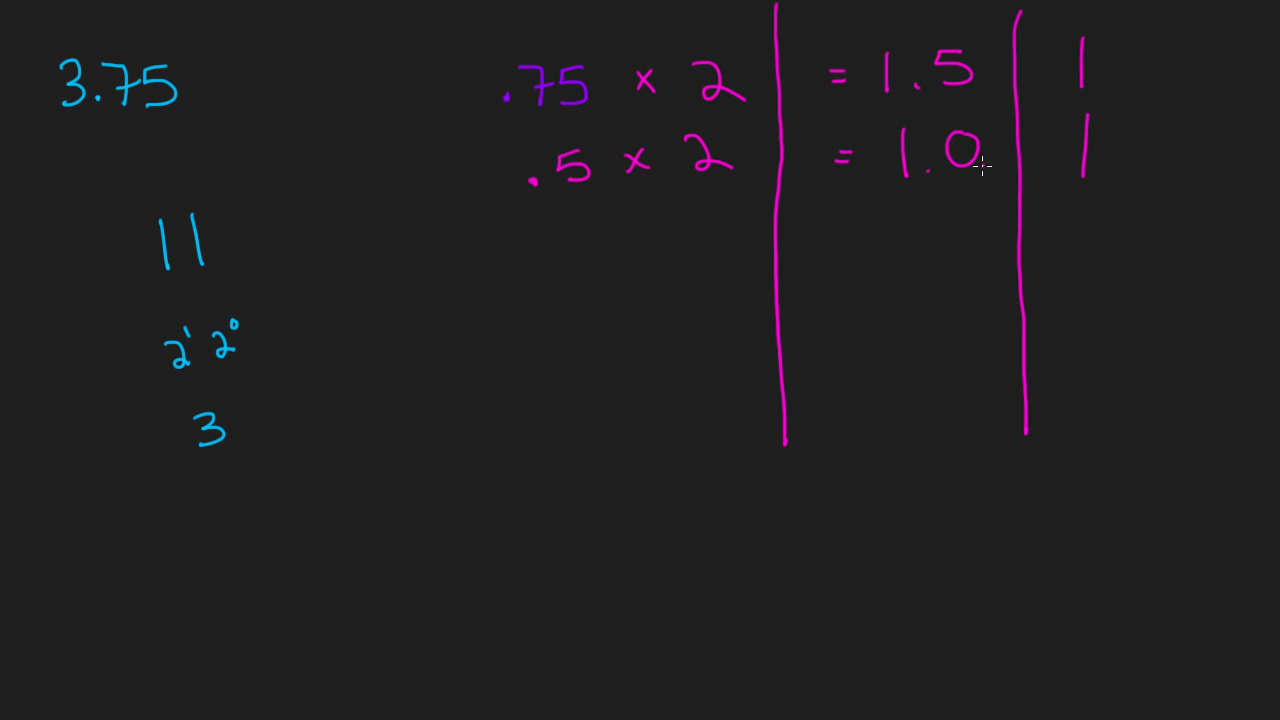 3.75
.75 × 2 = 1.5 1
.5 × 2 = 1.0 1
11
2¹ 2⁰
3